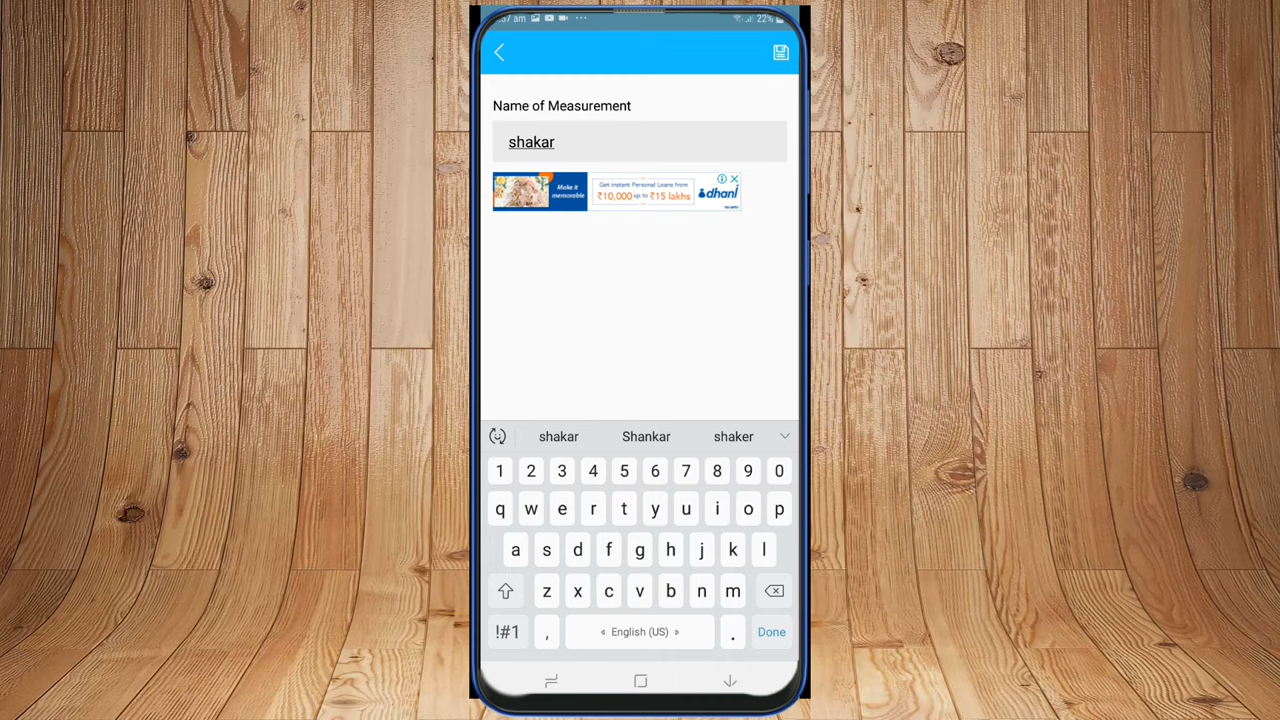 22%
Name of Measurement
shakar
Make it
memorable
Get instant Personal Loans from
₹10,000 up to ₹15 lakhs
dhani
shakar Shankar shaker
1 2 3 4 5 6 7 8 9 0
q w e r t y u i o p
a s d f g h j k l
z x c v b n m
!#1 , English (US) . Done